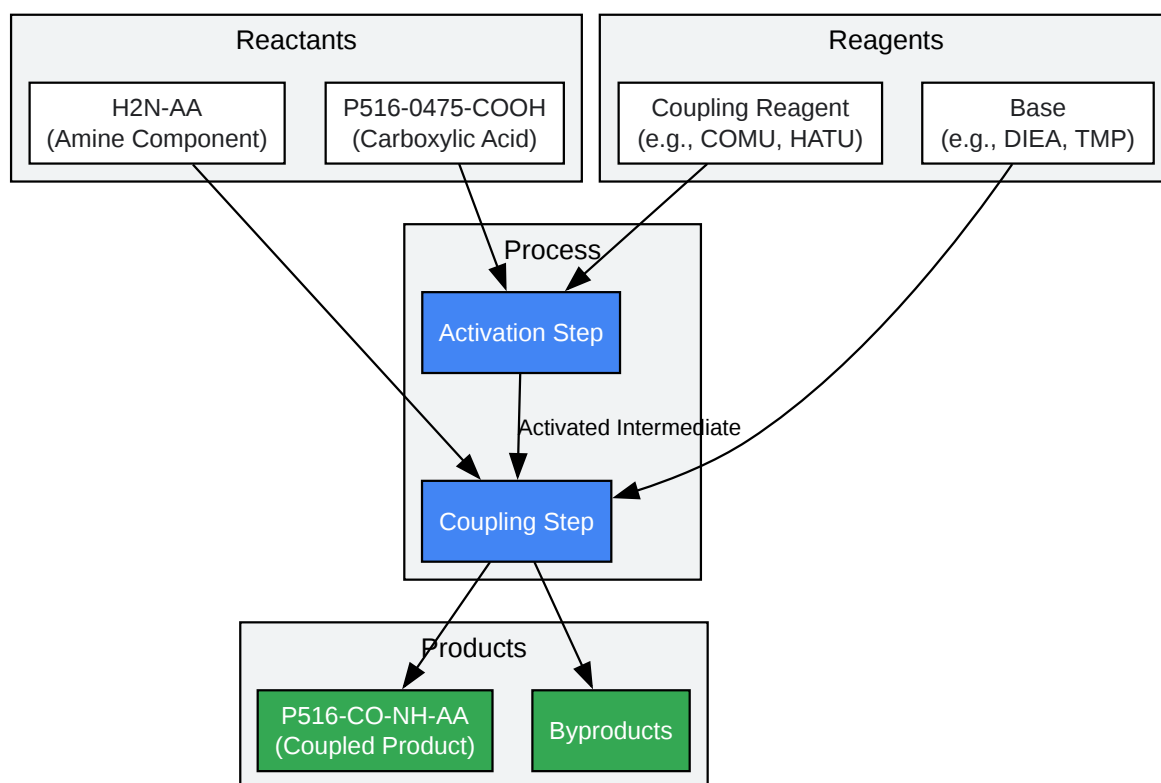 Reactants
Reagents
H2N-AA
(Amine Component)
P516-0475-COOH
(Carboxylic Acid)
Coupling Reagent
(e.g., COMU, HATU)
Base
(e.g., DIEA, TMP)
Process
Activation Step
Activated Intermediate
Coupling Step
Products
P516-CO-NH-AA
(Coupled Product)
Byproducts